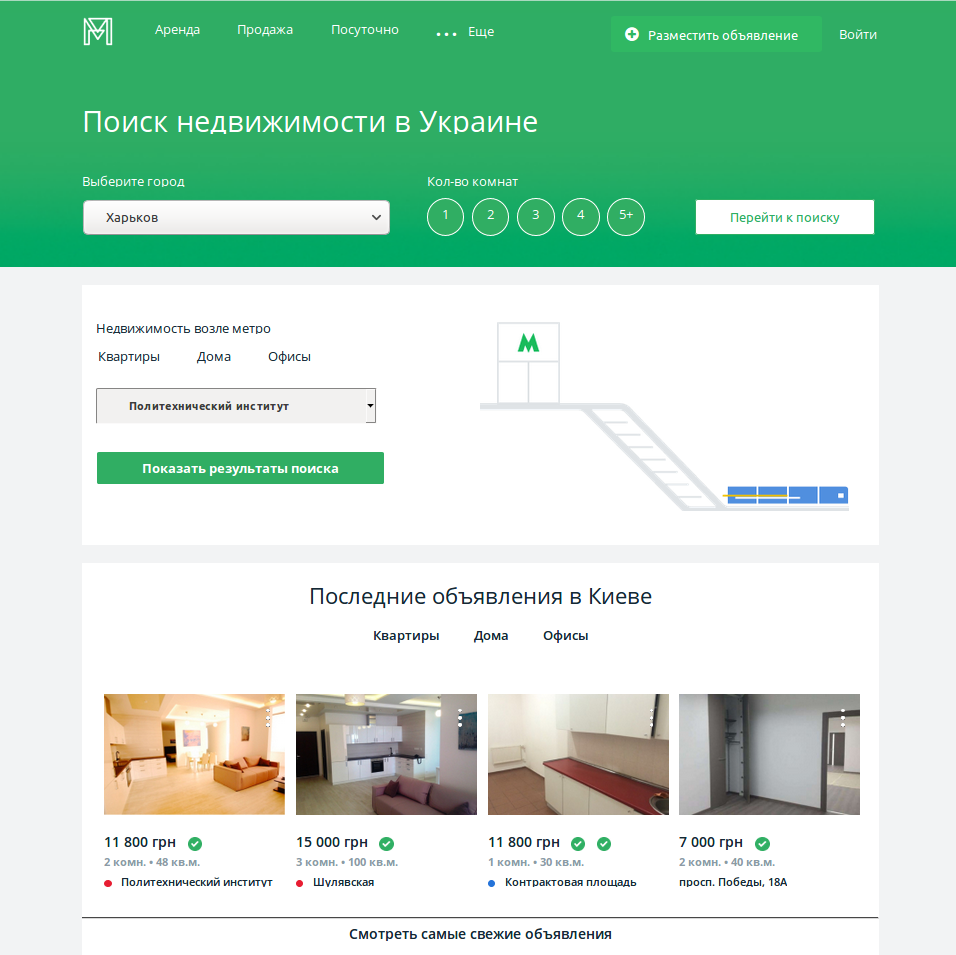 Аренда Продажа Посуточно ... Еще Разместить объявление Войти
Поиск недвижимости в Украине
Выберите город Кол-во комнат
Харьков 1 2 3 4 5+ Перейти к поиску
Недвижимость возле метро
Квартиры Дома Офисы
Политехнический институт
Показать результаты поиска
Последние объявления в Киеве
Квартиры Дома Офисы
11 800 грн 15 000 грн 11 800 грн 7 000 грн
2 комн. • 48 кв.м. 3 комн. • 100 кв.м. 1 комн. • 30 кв.м. 2 комн. • 40 кв.м.
Политехнический институт Шулявская Контрактовая площадь просп. Победы, 18А
Смотреть самые свежие объявления